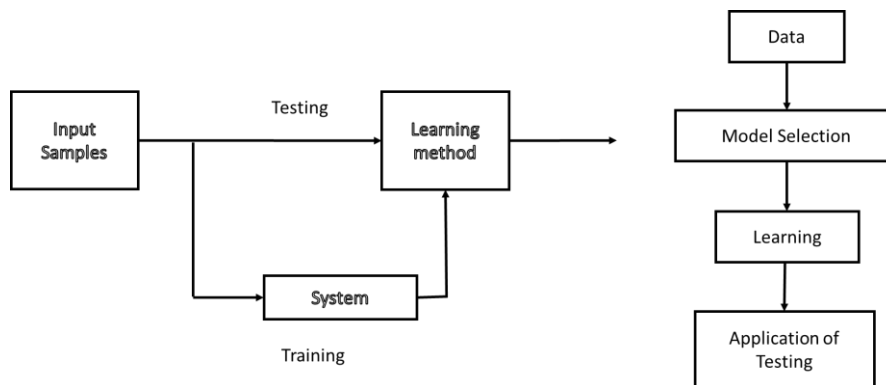 Input
Samples
Testing
Learning
method
System
Training
Data
Model Selection
Learning
Application of
Testing